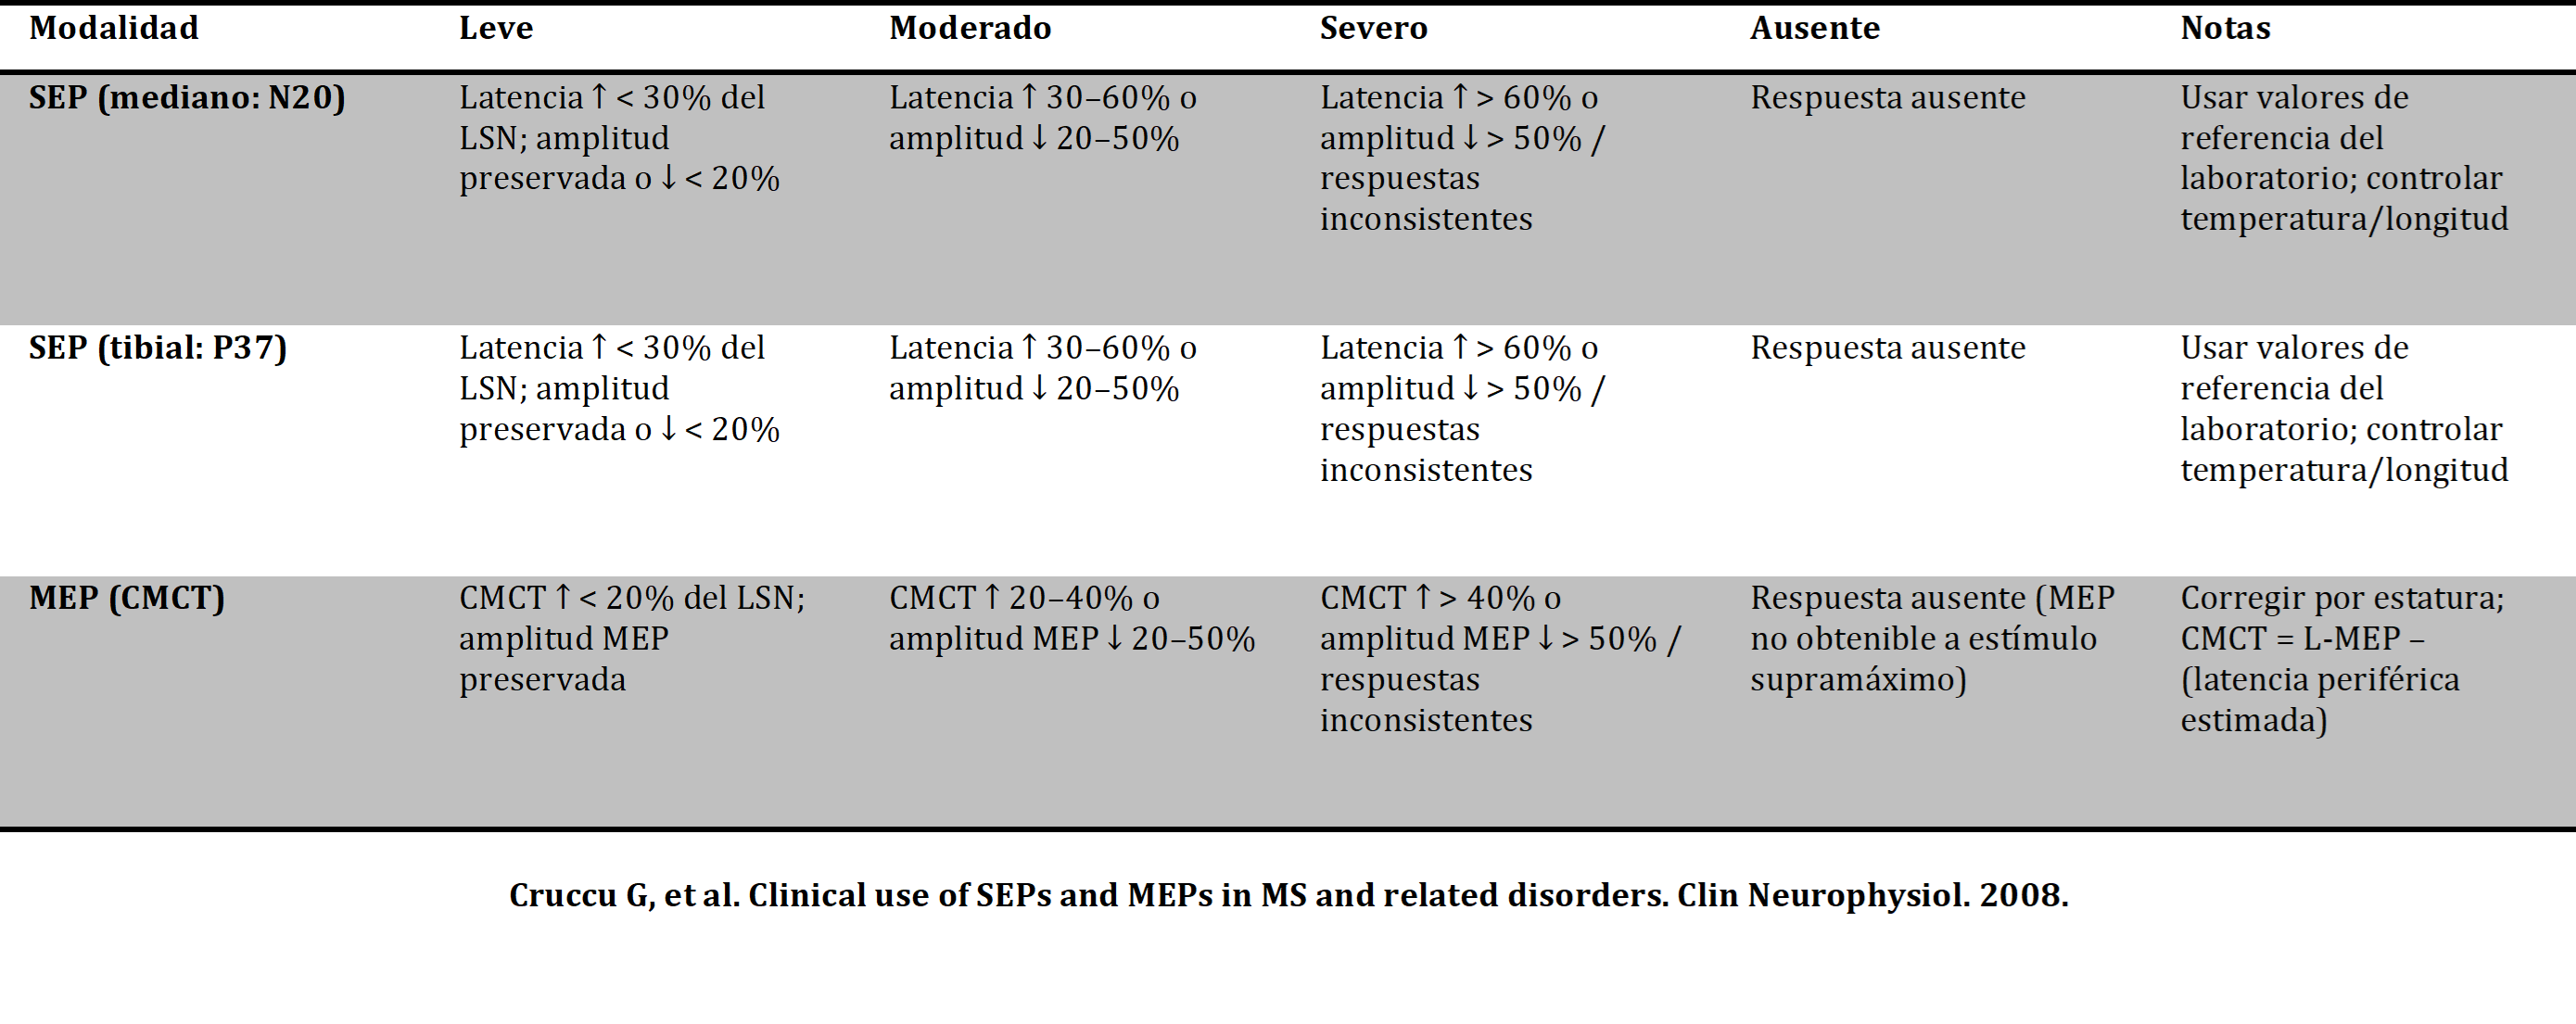 Modalidad Leve Moderado Severo Ausente Notas
SEP (mediano: N20) Latencia ↑ < 30% del Latencia ↑ 30–60% o Latencia ↑ > 60% o Respuesta ausente Usar valores de
LSN; amplitud amplitud ↓ 20–50% amplitud ↓ > 50% / referencia del
preservada o ↓ < 20% respuestas laboratorio; controlar
inconsistentes temperatura/longitud
SEP (tibial: P37) Latencia ↑ < 30% del Latencia ↑ 30–60% o Latencia ↑ > 60% o Respuesta ausente Usar valores de
LSN; amplitud amplitud ↓ 20–50% amplitud ↓ > 50% / referencia del
preservada o ↓ < 20% respuestas laboratorio; controlar
inconsistentes temperatura/longitud
MEP (CMCT) CMCT ↑ < 20% del LSN; CMCT ↑ 20–40% o CMCT ↑ > 40% o Respuesta ausente (MEP Corregir por estatura;
amplitud MEP amplitud MEP ↓ 20–50% amplitud MEP ↓ > 50% / no obtenible a estímulo CMCT = L-MEP –
preservada respuestas supramáximo) (latencia periférica
inconsistentes estimada)
Cruccu G, et al. Clinical use of SEPs and MEPs in MS and related disorders. Clin Neurophysiol. 2008.